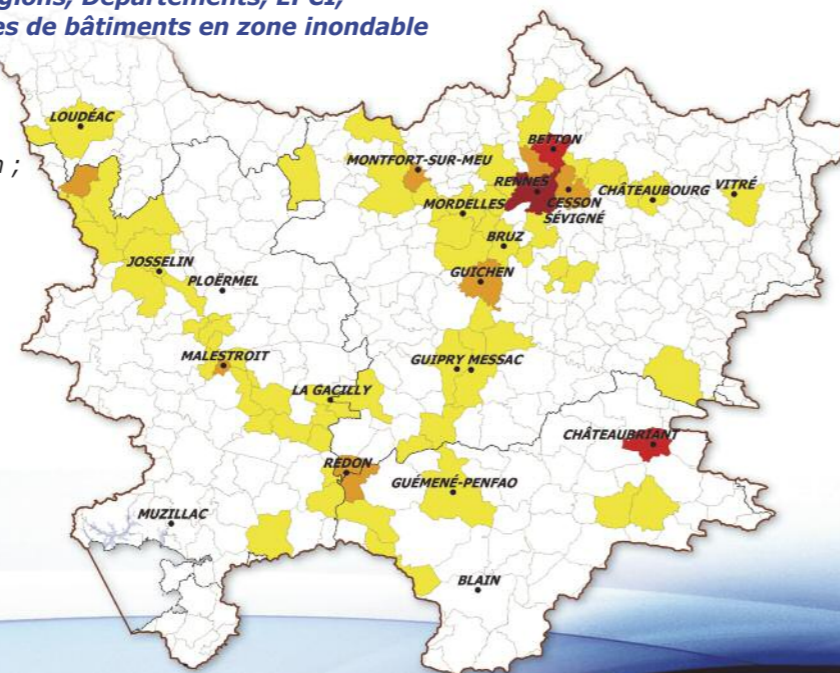 gions, Départements, EPCI,
es de bâtiments en zone inondable
LOUDÉAC
n ;
BETTON
MONTFORT-SUR-MEU
RENNES
CESSON
SÉVIGNÉ
CHÂTEAUBOURG
VITRÉ
MORDELLES
BRUZ
JOSSELIN
PLOËRMEL
GUICHEN
MALESTROIT
GUIPRY MESSAC
LA GACILLY
CHÂTEAUBRIANT
REDON
GUÉMENÉ-PENFAO
MUZILLAC
BLAIN